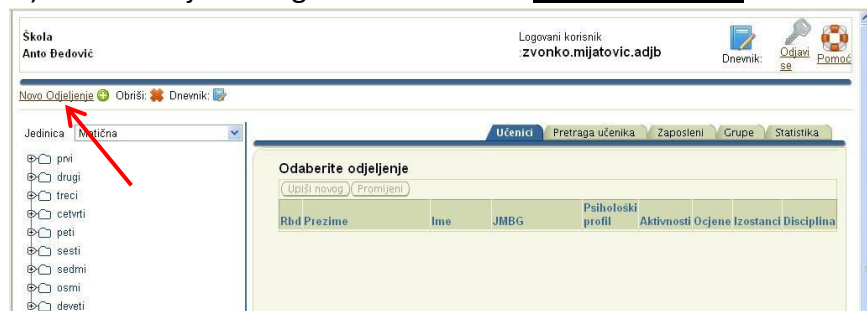 Škola
Anto Đedović
Logovani korisnik
:zvonko.mijatovic.adjb
Dnevnik:
Odjavi se
Pomoć
Novo Odjeljenje Obriši: Dnevnik:
Jedinica Matična
Učenici Pretraga učenika Zaposleni Grupe Statistika
prvi
drugi
treci
cetvrti
peti
sesti
sedmi
osmi
deveti
Odaberite odjeljenje
Upiši novog Promijeni
Rbd Prezime Ime JMBG Psihološki profil Aktivnosti Ocjene Izostanci Disciplina